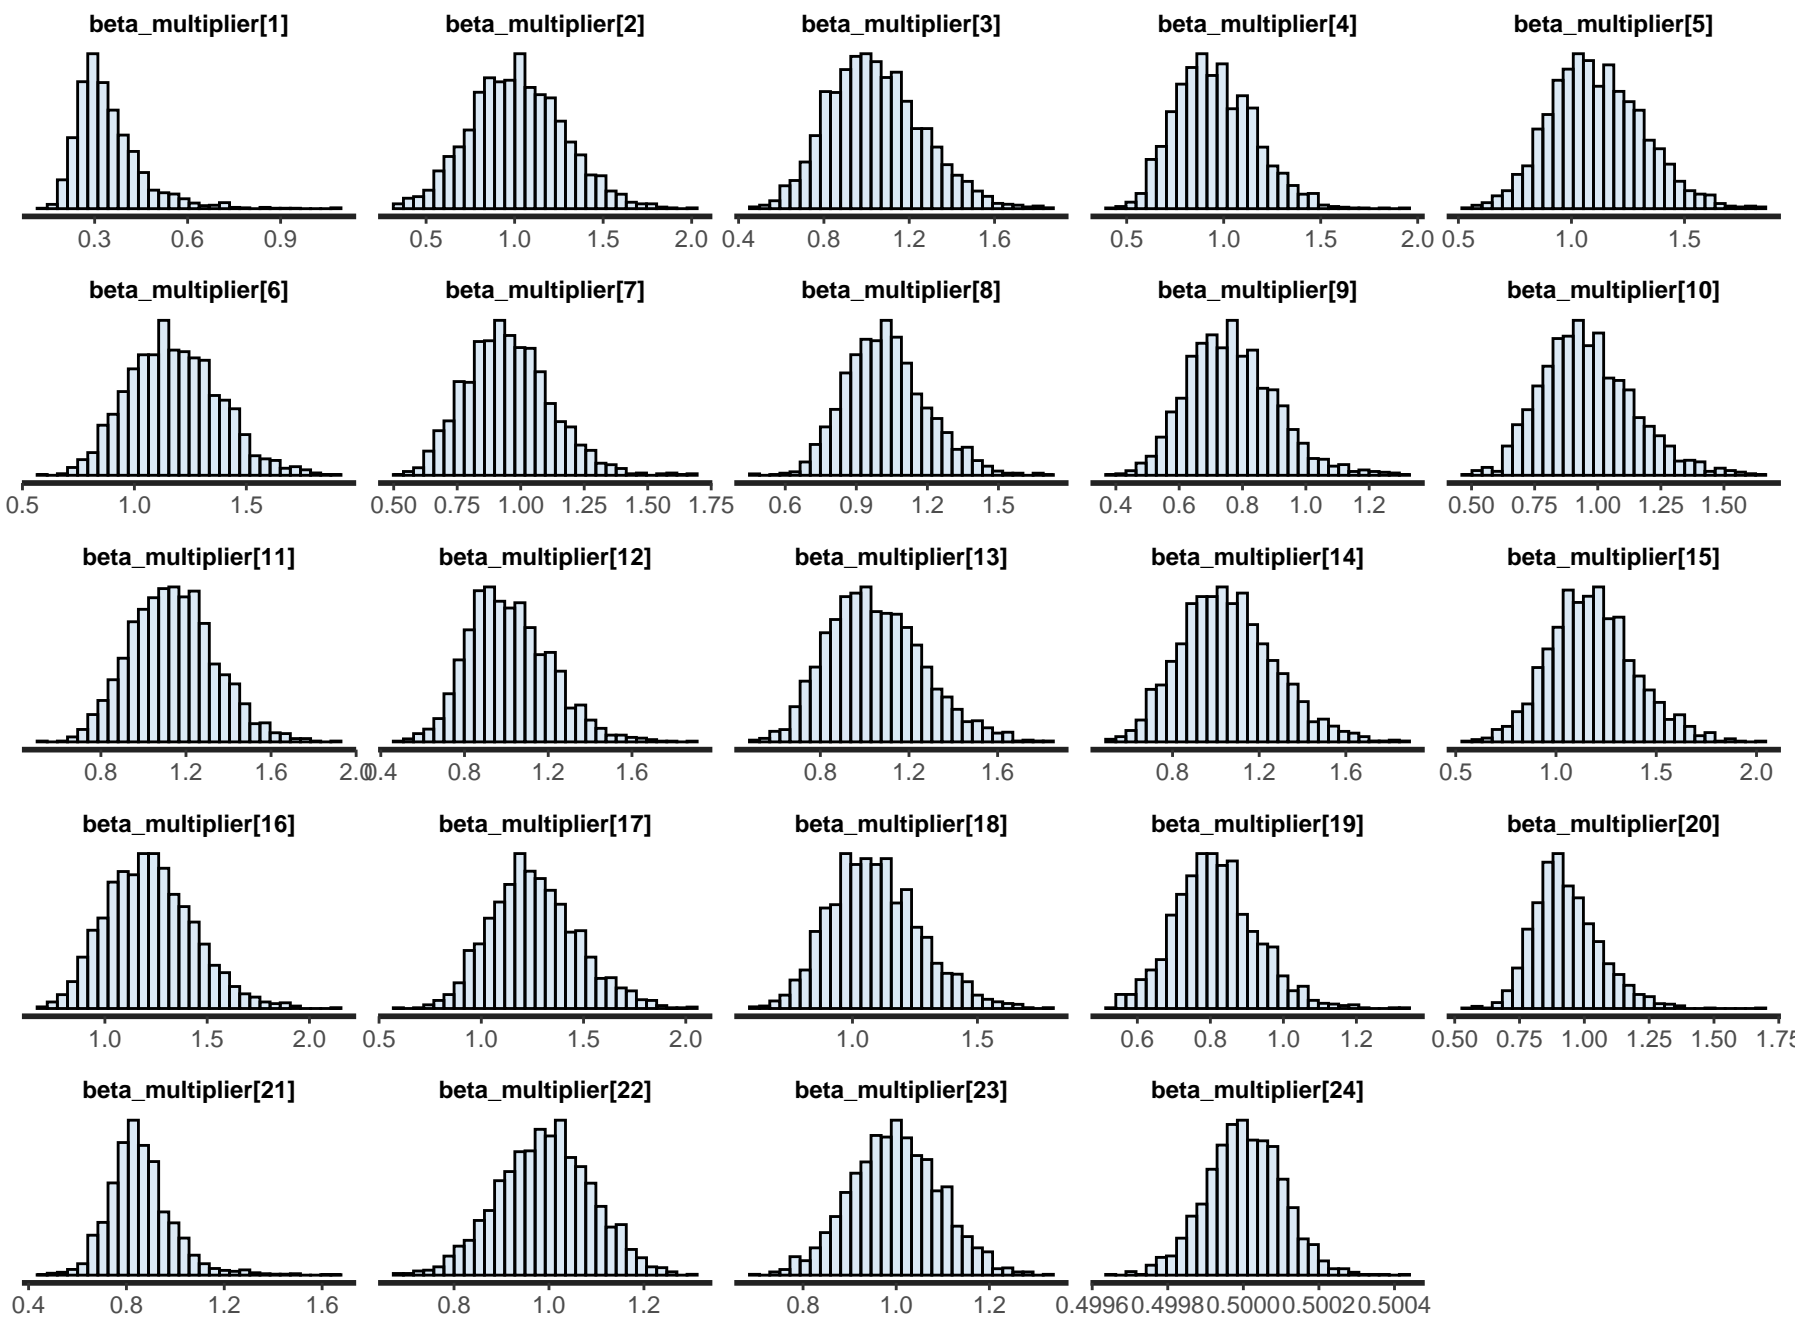 beta_multiplier[1] beta_multiplier[2] beta_multiplier[3] beta_multiplier[4] beta_multiplier[5]
0.3 0.6 0.9 0.5 1.0 1.5 2.0 0.4 0.8 1.2 1.6 0.5 1.0 1.5 2.0 0.5 1.0 1.5
beta_multiplier[6] beta_multiplier[7] beta_multiplier[8] beta_multiplier[9] beta_multiplier[10]
0.5 1.0 1.5 0.50 0.75 1.00 1.25 1.50 1.75 0.6 0.9 1.2 1.5 0.4 0.6 0.8 1.0 1.2 0.50 0.75 1.00 1.25 1.50
beta_multiplier[11] beta_multiplier[12] beta_multiplier[13] beta_multiplier[14] beta_multiplier[15]
0.8 1.2 1.6 2.0 0.4 0.8 1.2 1.6 0.8 1.2 1.6 0.8 1.2 1.6 0.5 1.0 1.5 2.0
beta_multiplier[16] beta_multiplier[17] beta_multiplier[18] beta_multiplier[19] beta_multiplier[20]
1.0 1.5 2.0 0.5 1.0 1.5 2.0 1.0 1.5 0.6 0.8 1.0 1.2 0.50 0.75 1.00 1.25 1.50 1.75
beta_multiplier[21] beta_multiplier[22] beta_multiplier[23] beta_multiplier[24]
0.4 0.8 1.2 1.6 0.8 1.0 1.2 0.8 1.0 1.2 0.4996 0.4998 0.5000 0.5002 0.5004